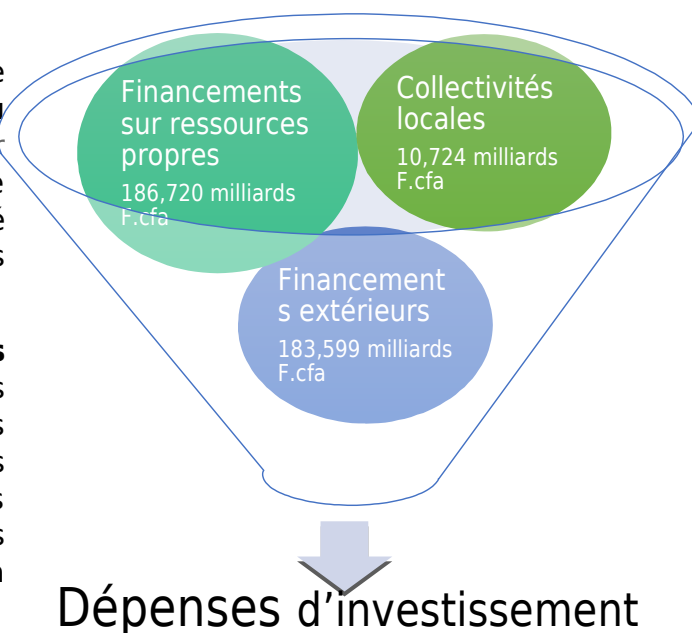 Financements
sur ressources
propres
186,720 milliards
F.cfa
Collectivités
locales
10,724 milliards
F.cfa
Financement
s extérieurs
183,599 milliards
F.cfa
Dépenses d’investissement